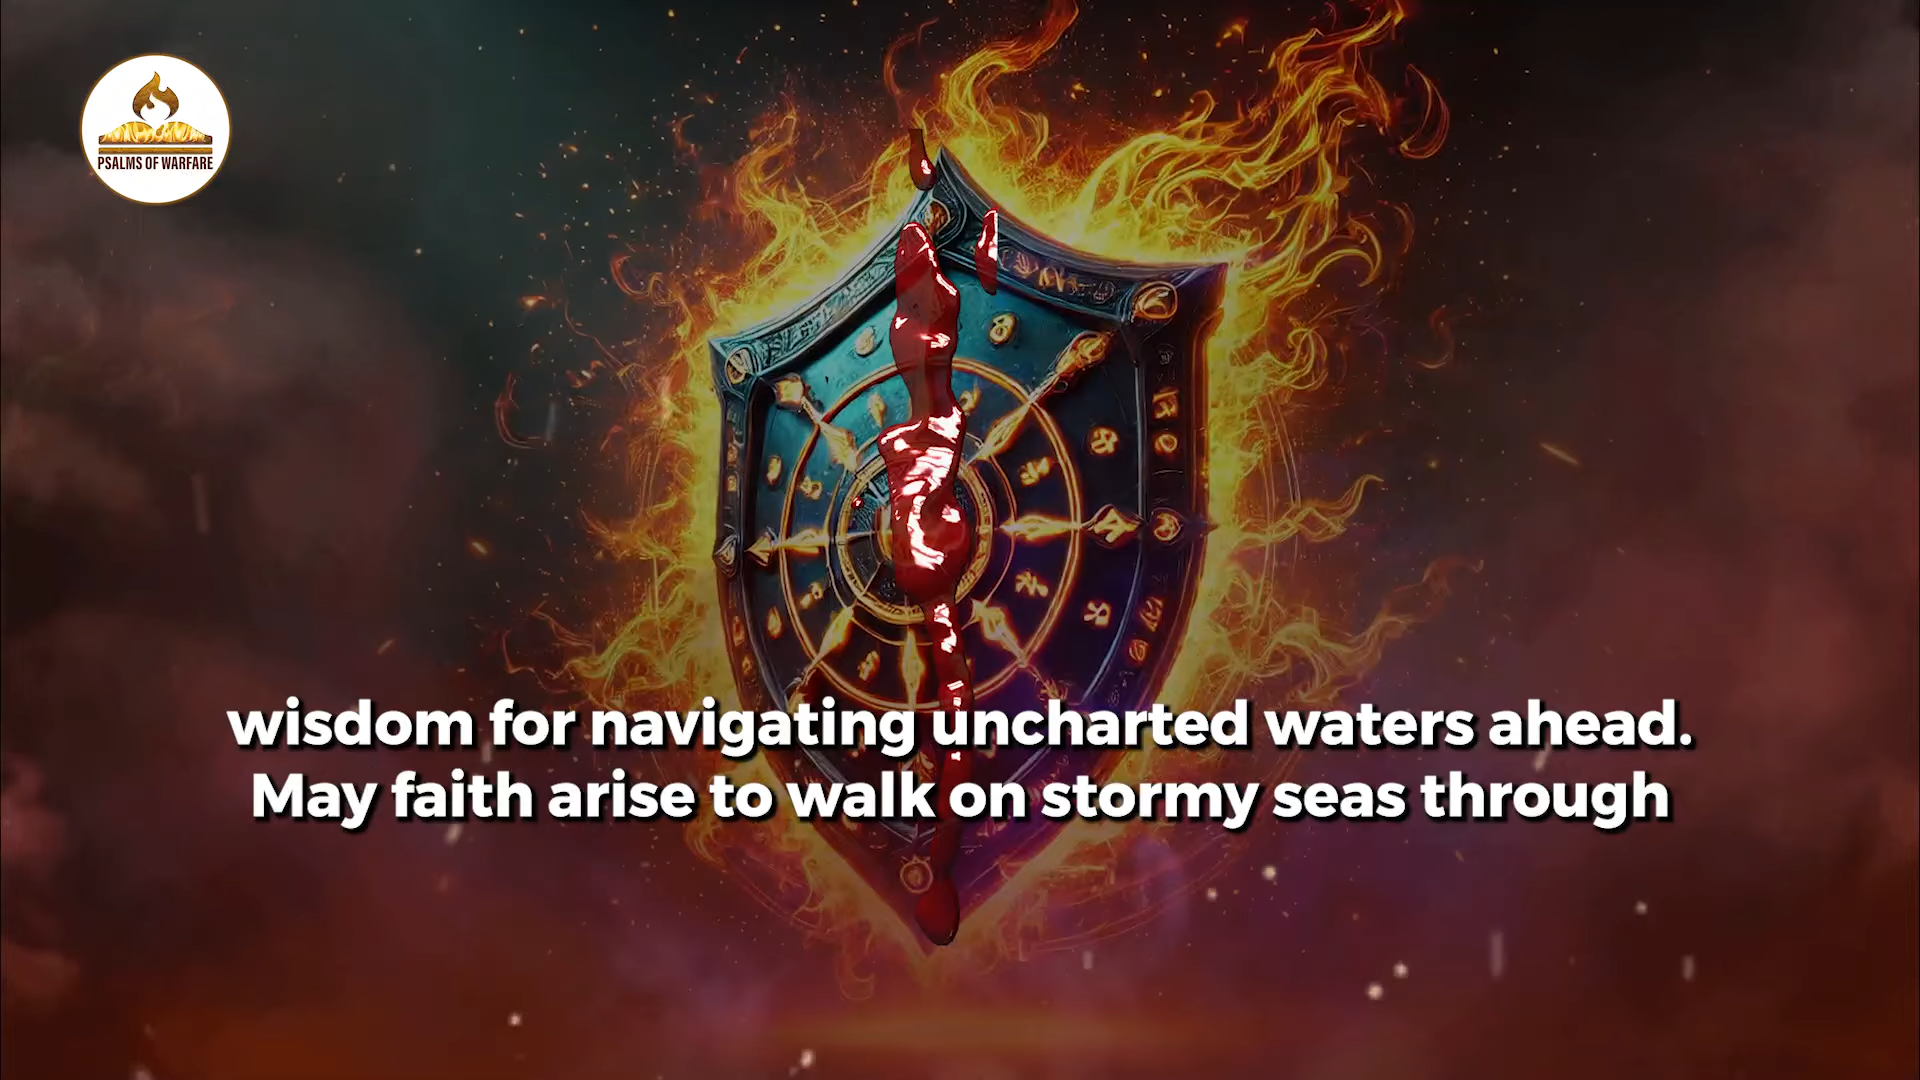 PSALMS OF WARFARE
wisdom for navigating uncharted waters ahead.
May faith arise to walk on stormy seas through